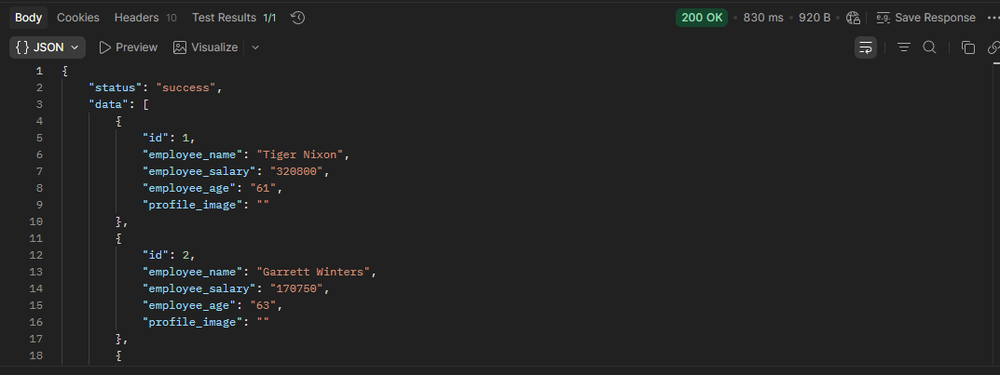 Body Cookies Headers 10 Test Results 1/1 200 OK • 830 ms • 920 B • e.g. Save Response •••
{} JSON Preview Visualize
1 {
2 "status": "success",
3 "data": [
4 {
5 "id": 1,
6 "employee_name": "Tiger Nixon",
7 "employee_salary": "320800",
8 "employee_age": "61",
9 "profile_image": ""
10 },
11 {
12 "id": 2,
13 "employee_name": "Garrett Winters",
14 "employee_salary": "170750",
15 "employee_age": "63",
16 "profile_image": ""
17 },
18 {